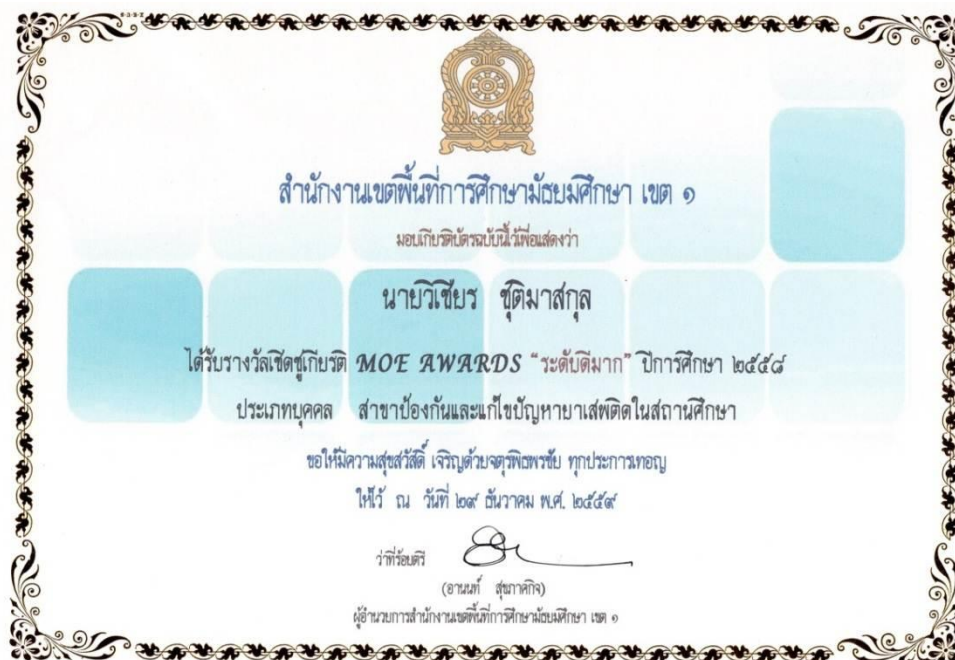 สำนักงานเขตพื้นที่การศึกษามัธยมศึกษา เขต ๑
มอบเกียรติบัตรฉบับนี้ไว้เพื่อแสดงว่า
นายวิเชียร ชุติมาสกุล
ได้รับรางวัลเชิดชูเกียรติ MOE AWARDS "ระดับดีมาก" ปีการศึกษา ๒๕๕๘
ประเภทบุคคล สาขาป้องกันและแก้ไขปัญหายาเสพติดในสถานศึกษา
ขอให้มีความสุขสวัสดิ์ เจริญด้วยจตุรพิธพรชัย ทุกประการเทอญ
ให้ไว้ ณ วันที่ ๒๙ ธันวาคม พ.ศ. ๒๕๕๙
ว่าที่ร้อยตรี
(อานนท์ สุขภาคกิจ)
ผู้อำนวยการสำนักงานเขตพื้นที่การศึกษามัธยมศึกษา เขต ๑